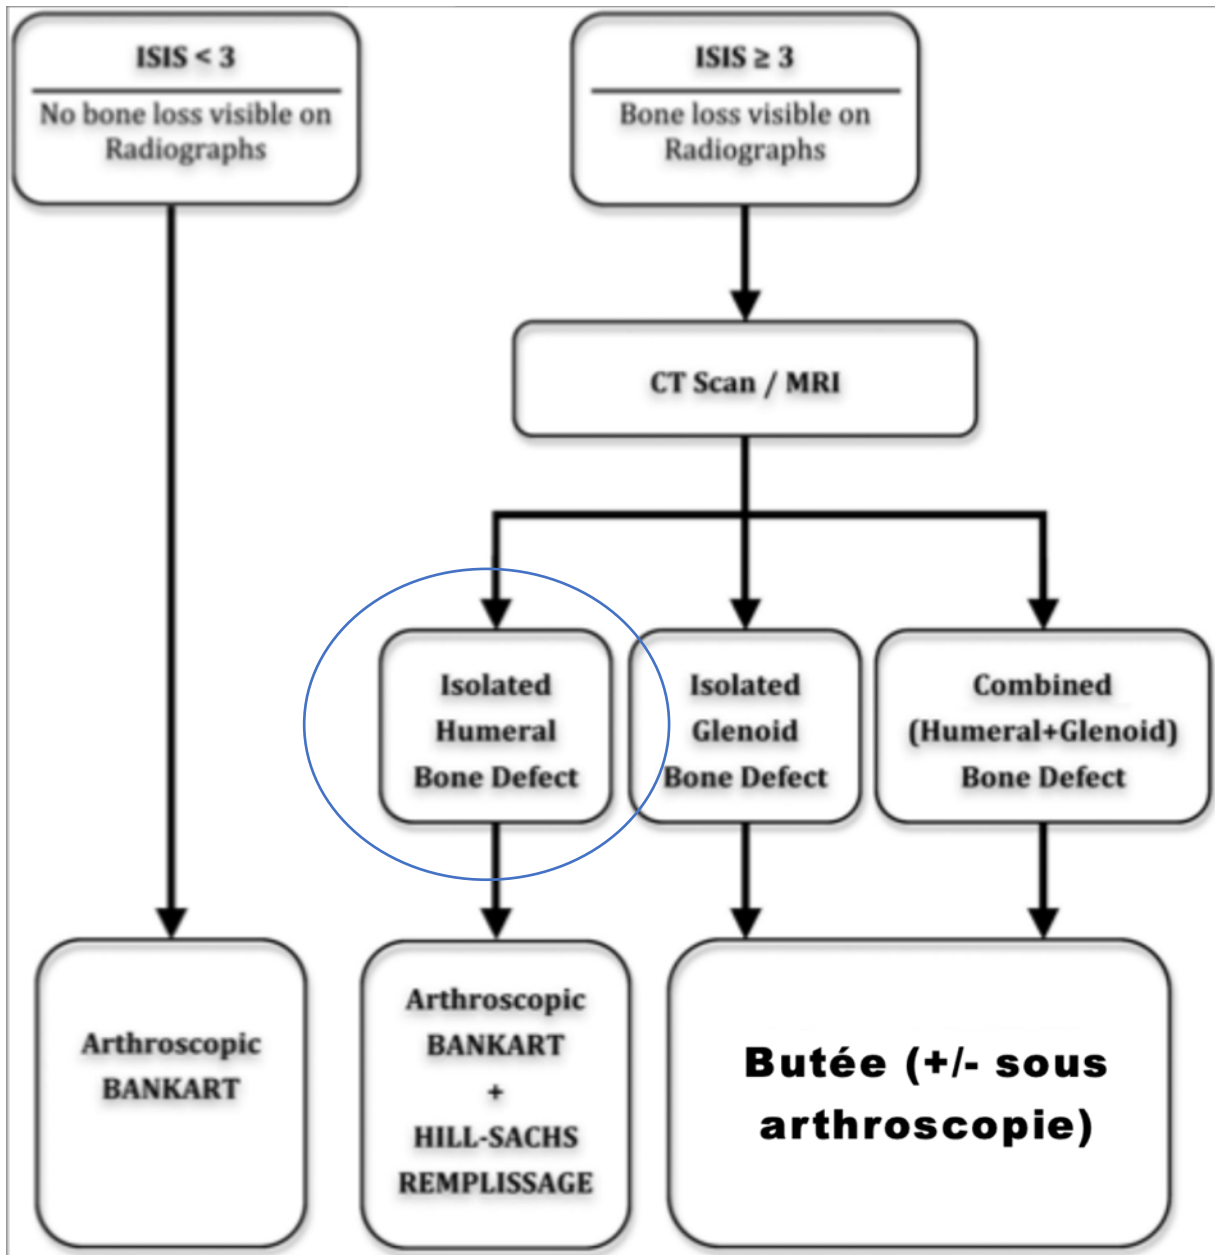 ISIS < 3
No bone loss visible on
Radiographs
ISIS ≥ 3
Bone loss visible on
Radiographs
CT Scan / MRI
Isolated
Humeral
Bone Defect
Isolated
Glenoid
Bone Defect
Combined
(Humeral+Glenoid)
Bone Defect
Arthroscopic
BANKART
Arthroscopic
BANKART
+
HILL-SACHS
REMPLISSAGE
Butée (+/- sous
arthroscopie)